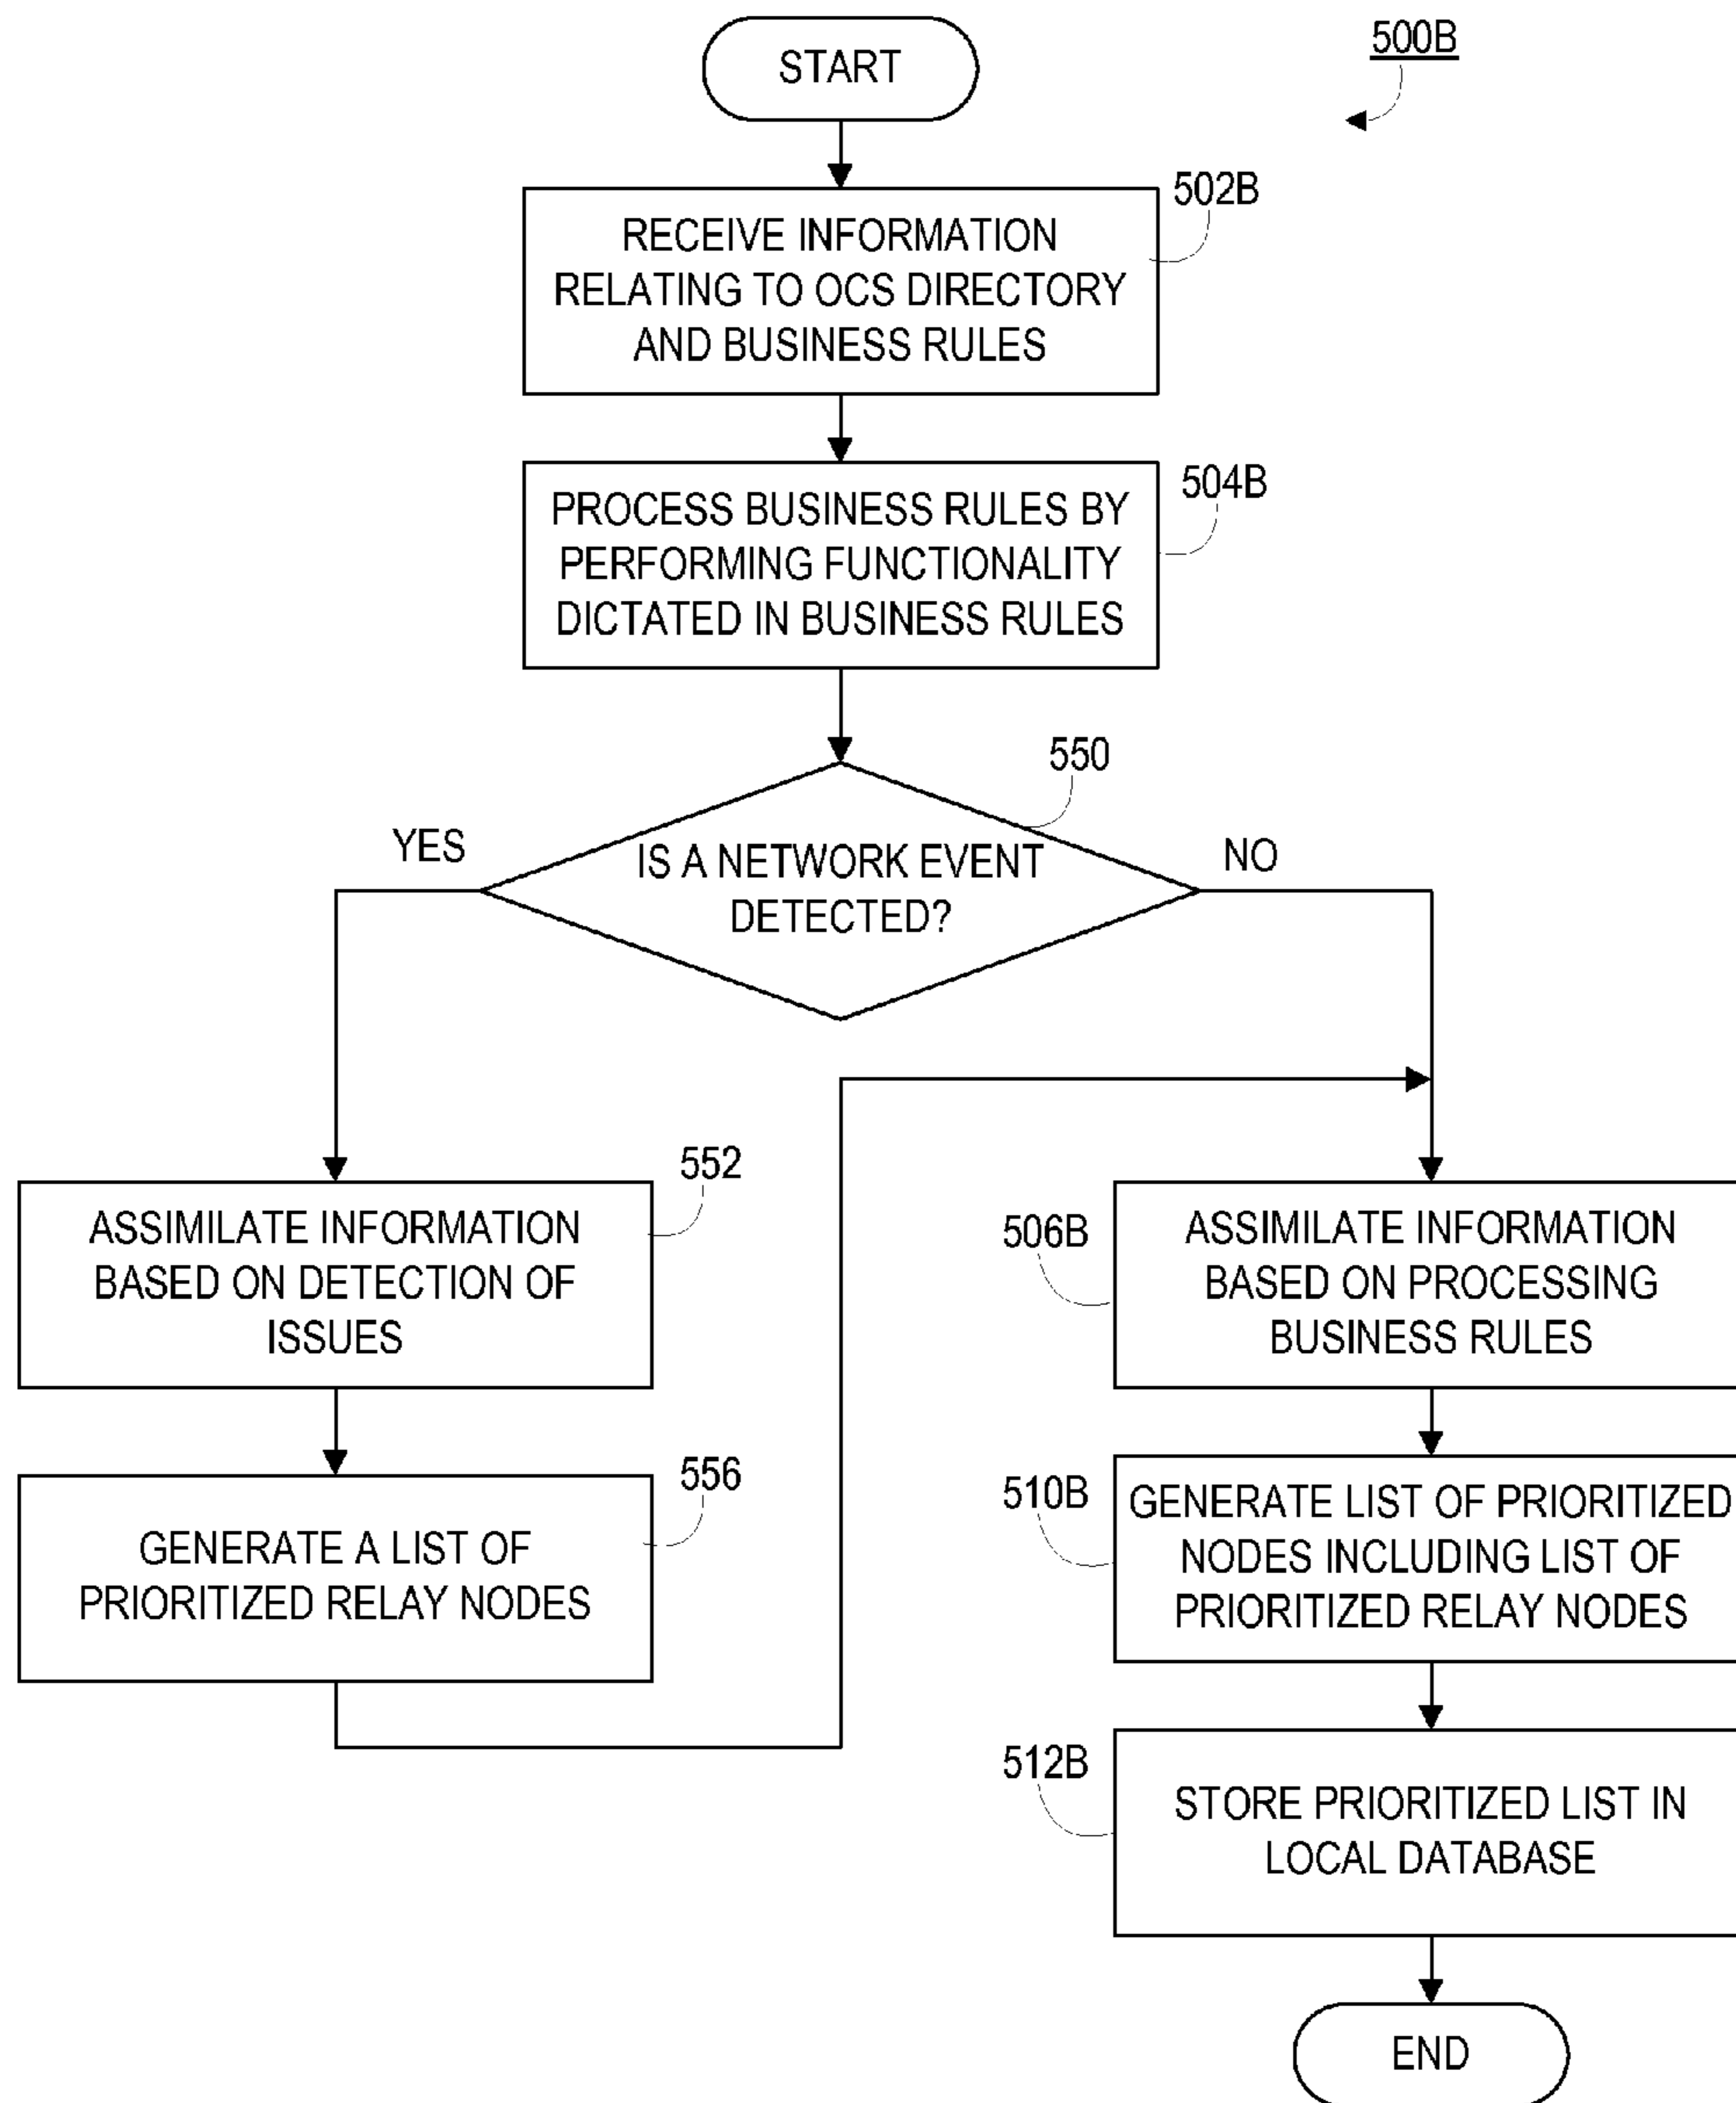 START
500B
502B
RECEIVE INFORMATION
RELATING TO OCS DIRECTORY
AND BUSINESS RULES
504B
PROCESS BUSINESS RULES BY
PERFORMING FUNCTIONALITY
DICTATED IN BUSINESS RULES
550
YES
IS A NETWORK EVENT
DETECTED?
NO
552
ASSIMILATE INFORMATION
BASED ON DETECTION OF
ISSUES
556
GENERATE A LIST OF
PRIORITIZED RELAY NODES
506B
ASSIMILATE INFORMATION
BASED ON PROCESSING
BUSINESS RULES
510B
GENERATE LIST OF PRIORITIZED
NODES INCLUDING LIST OF
PRIORITIZED RELAY NODES
512B
STORE PRIORITIZED LIST IN
LOCAL DATABASE
END